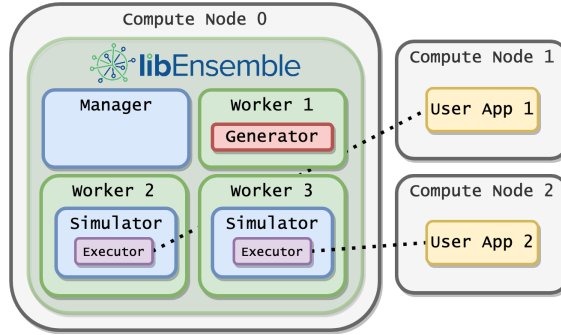 Compute Node 0
libEnsemble
Manager
Worker 1
Generator
Worker 2
Simulator
Executor
Worker 3
Simulator
Executor
Compute Node 1
User App 1
Compute Node 2
User App 2